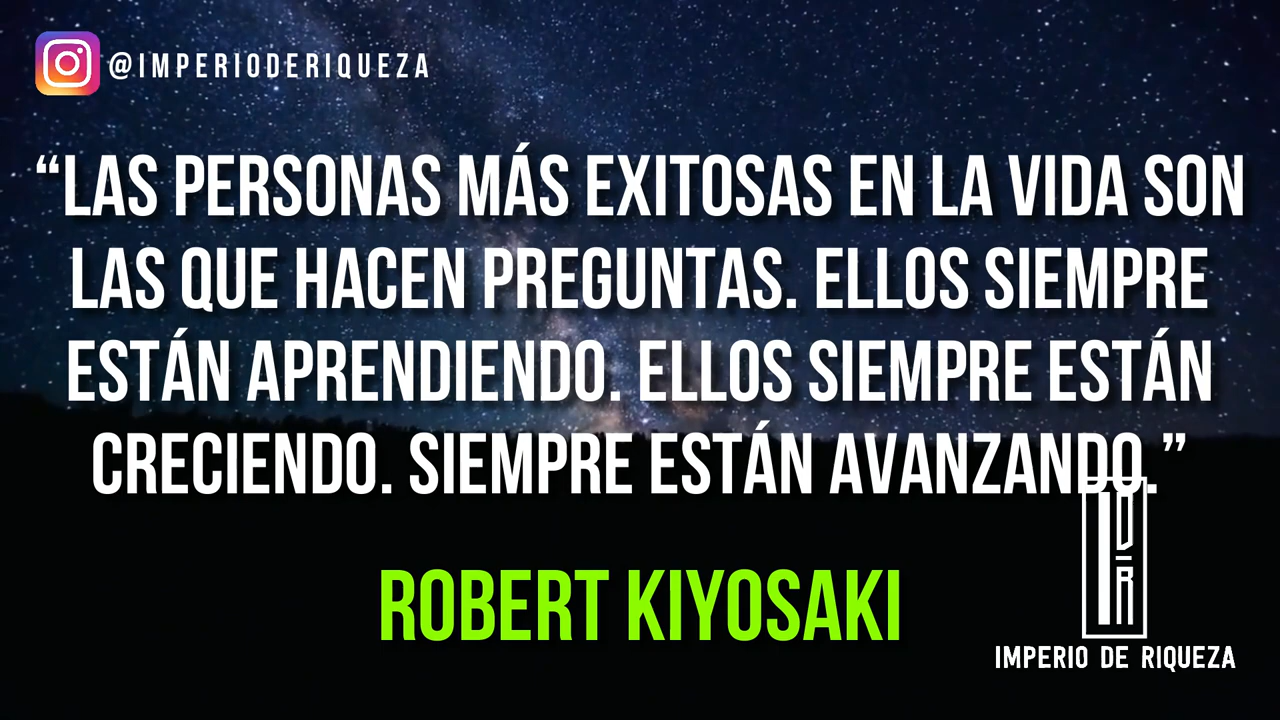 @IMPERIODERIQUEZA
“LAS PERSONAS MÁS EXITOSAS EN LA VIDA SON
LAS QUE HACEN PREGUNTAS. ELLOS SIEMPRE
ESTÁN APRENDIENDO. ELLOS SIEMPRE ESTÁN
CRECIENDO. SIEMPRE ESTÁN AVANZANDO.”
ROBERT KIYOSAKI
IMPERIO DE RIQUEZA